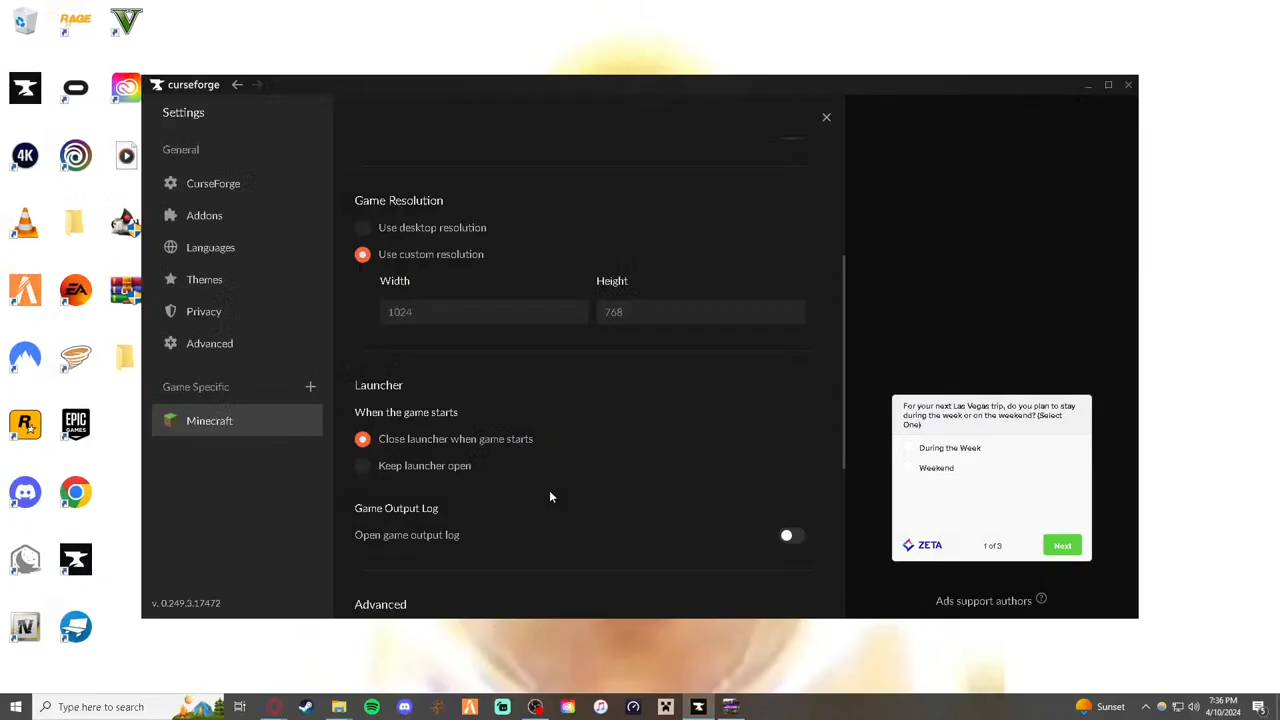 RAGE
V
4K
R
EPIC
GAMES
curseforge
Settings
General
CurseForge
Addons
Languages
Themes
Privacy
Advanced
Game Specific
Minecraft
v. 0.249.3.17472
Game Resolution
Use desktop resolution
Use custom resolution
Width
Height
1024
768
Launcher
When the game starts
Close launcher when game starts
Keep launcher open
Game Output Log
Open game output log
Advanced
For your next Las Vegas trip, do you plan to stay
during the week or on the weekend? (Select
One)
During the Week
Weekend
ZETA
1 of 3
Next
Ads support authors
Type here to search
Sunset
7:36 PM
4/10/2024